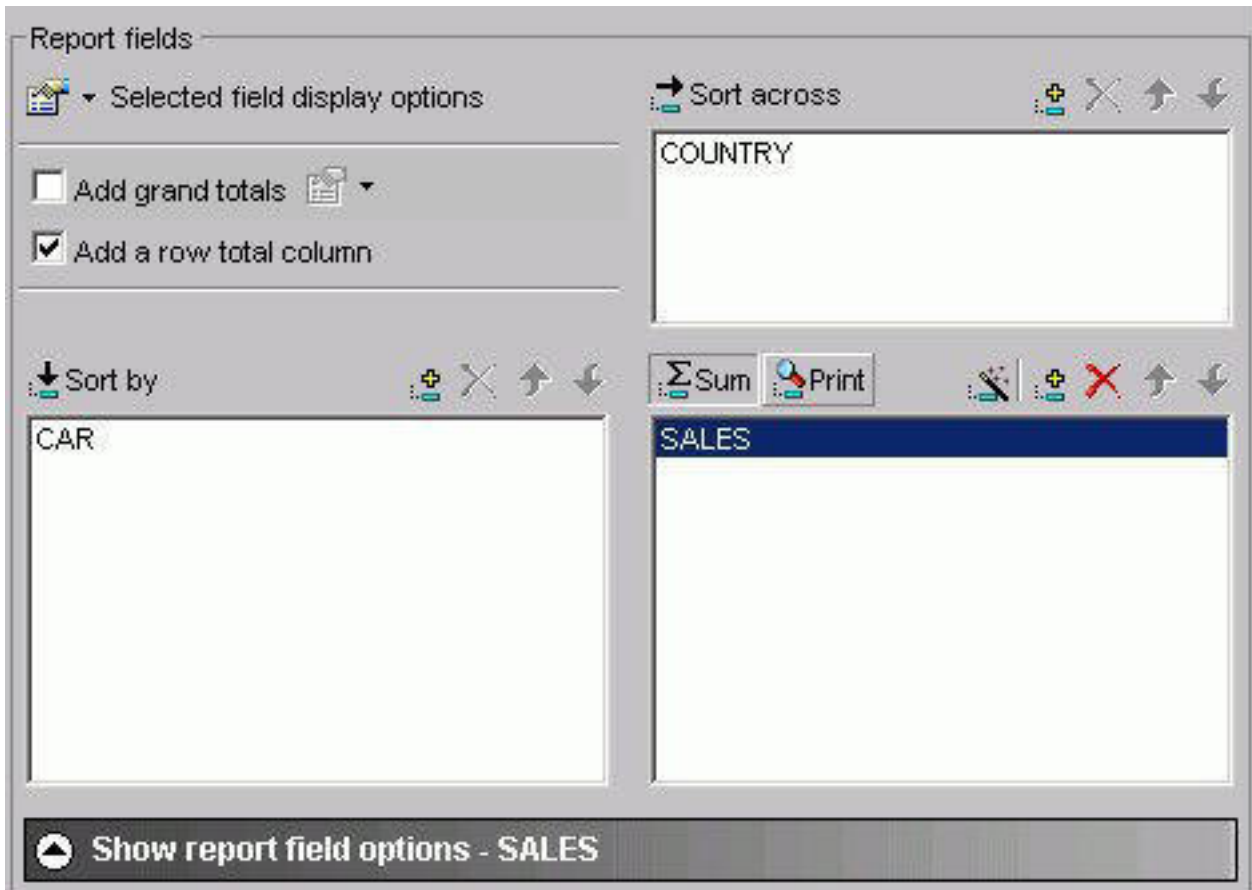 Report fields
Selected field display options
Add grand totals
Add a row total column
Sort across
COUNTRY
Sort by
CAR
Sum
Print
SALES
Show report field options - SALES